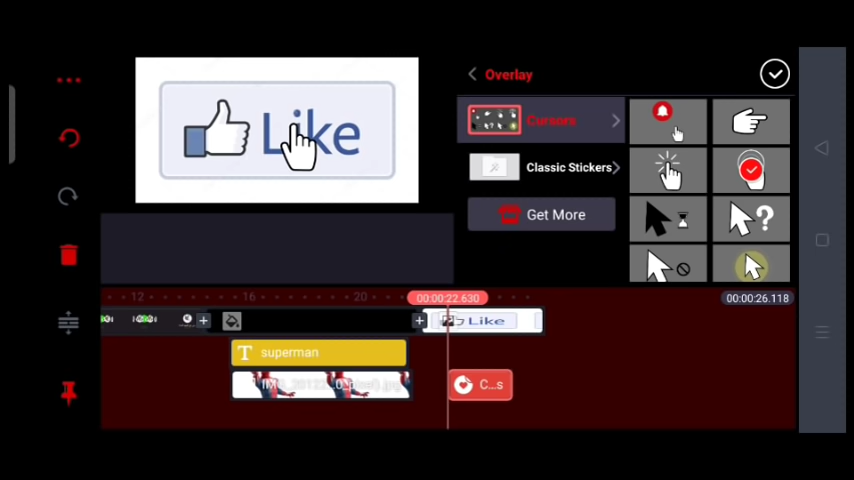 Overlay
Like
Cursors
Classic Stickers
Get More
12
16
20
00:00:22.630
00:00:26.118
Like
superman
C...s